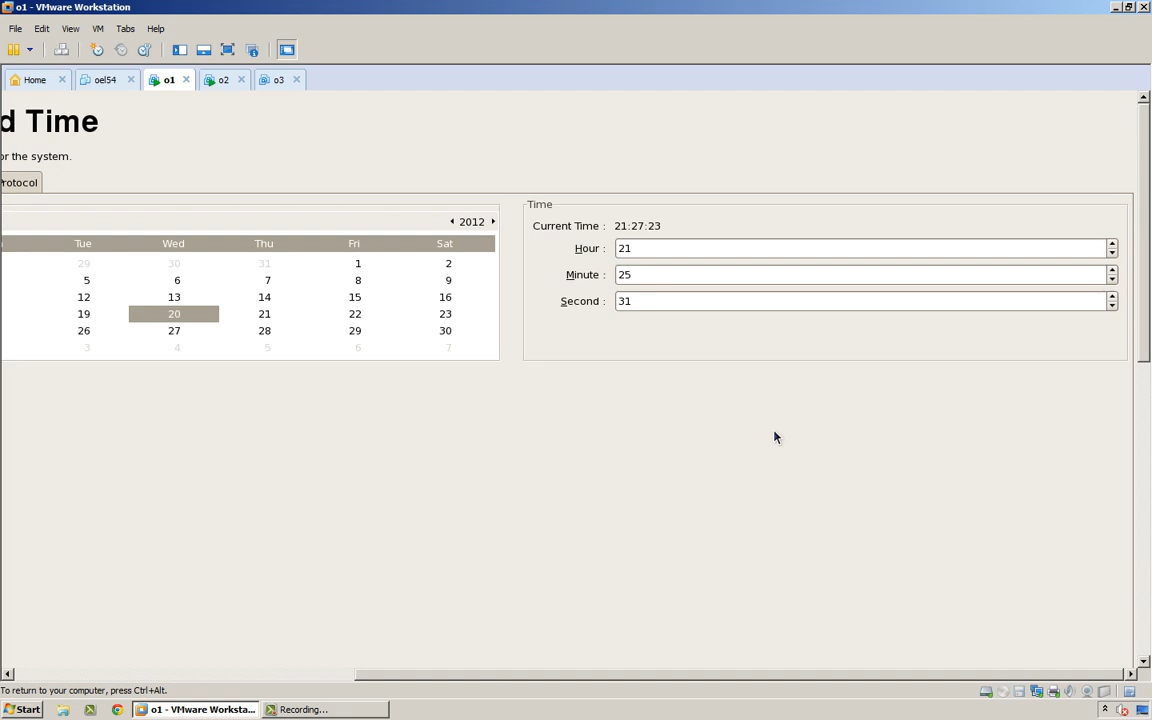 o1 - VMware Workstation
File Edit View VM Tabs Help
Home oel54 o1 o2 o3
d Time
or the system.
rotocol
2012
Tue Wed Thu Fri Sat
29 30 31 1 2
5 6 7 8 9
12 13 14 15 16
19 20 21 22 23
26 27 28 29 30
3 4 5 6 7
Time
Current Time : 21:27:23
Hour : 21
Minute : 25
Second : 31
To return to your computer, press Ctrl+Alt.
Start o1 - VMware Worksta... Recording...